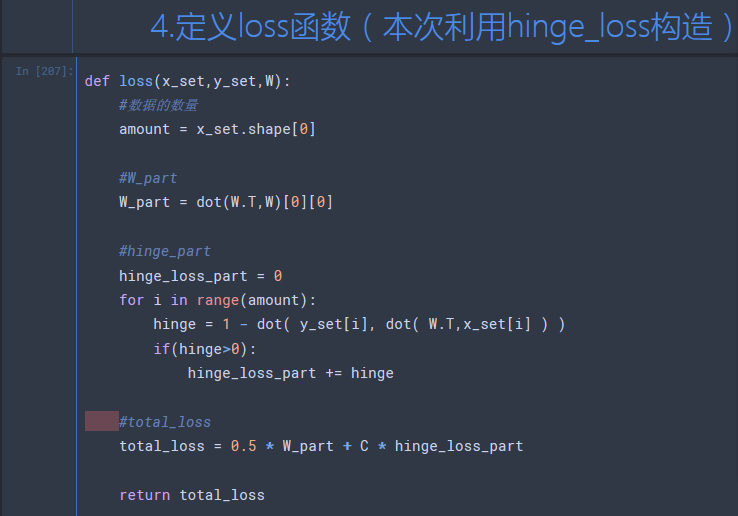 4.定义loss函数（本次利用hinge_loss构造）
In [207]:
def loss(x_set,y_set,W):
#数据的数量
amount = x_set.shape[0]
#W_part
W_part = dot(W.T,W)[0][0]
#hinge_part
hinge_loss_part = 0
for i in range(amount):
hinge = 1 - dot( y_set[i], dot( W.T,x_set[i] ) )
if(hinge>0):
hinge_loss_part += hinge
#total_loss
total_loss = 0.5 * W_part + C * hinge_loss_part
return total_loss